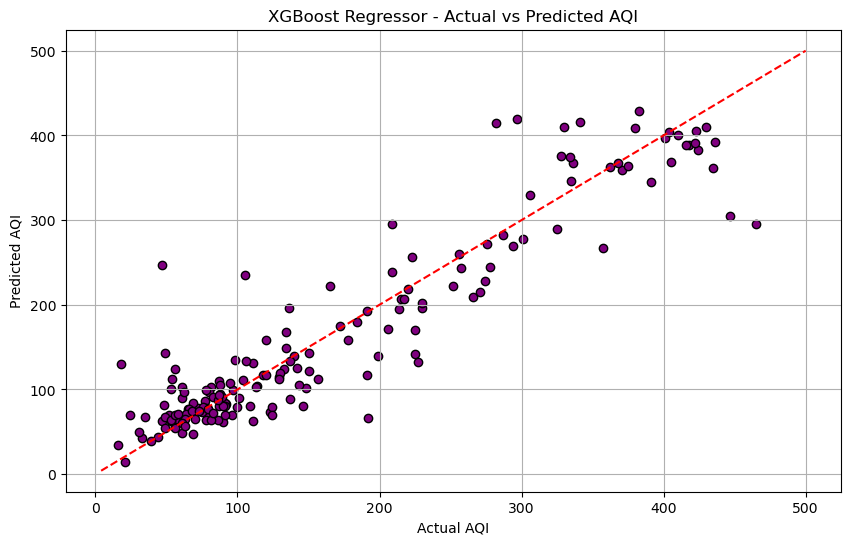 XGBoost Regressor - Actual vs Predicted AQI
500
400
300
200
100
0
Predicted AQI
0 100 200 300 400 500
Actual AQI